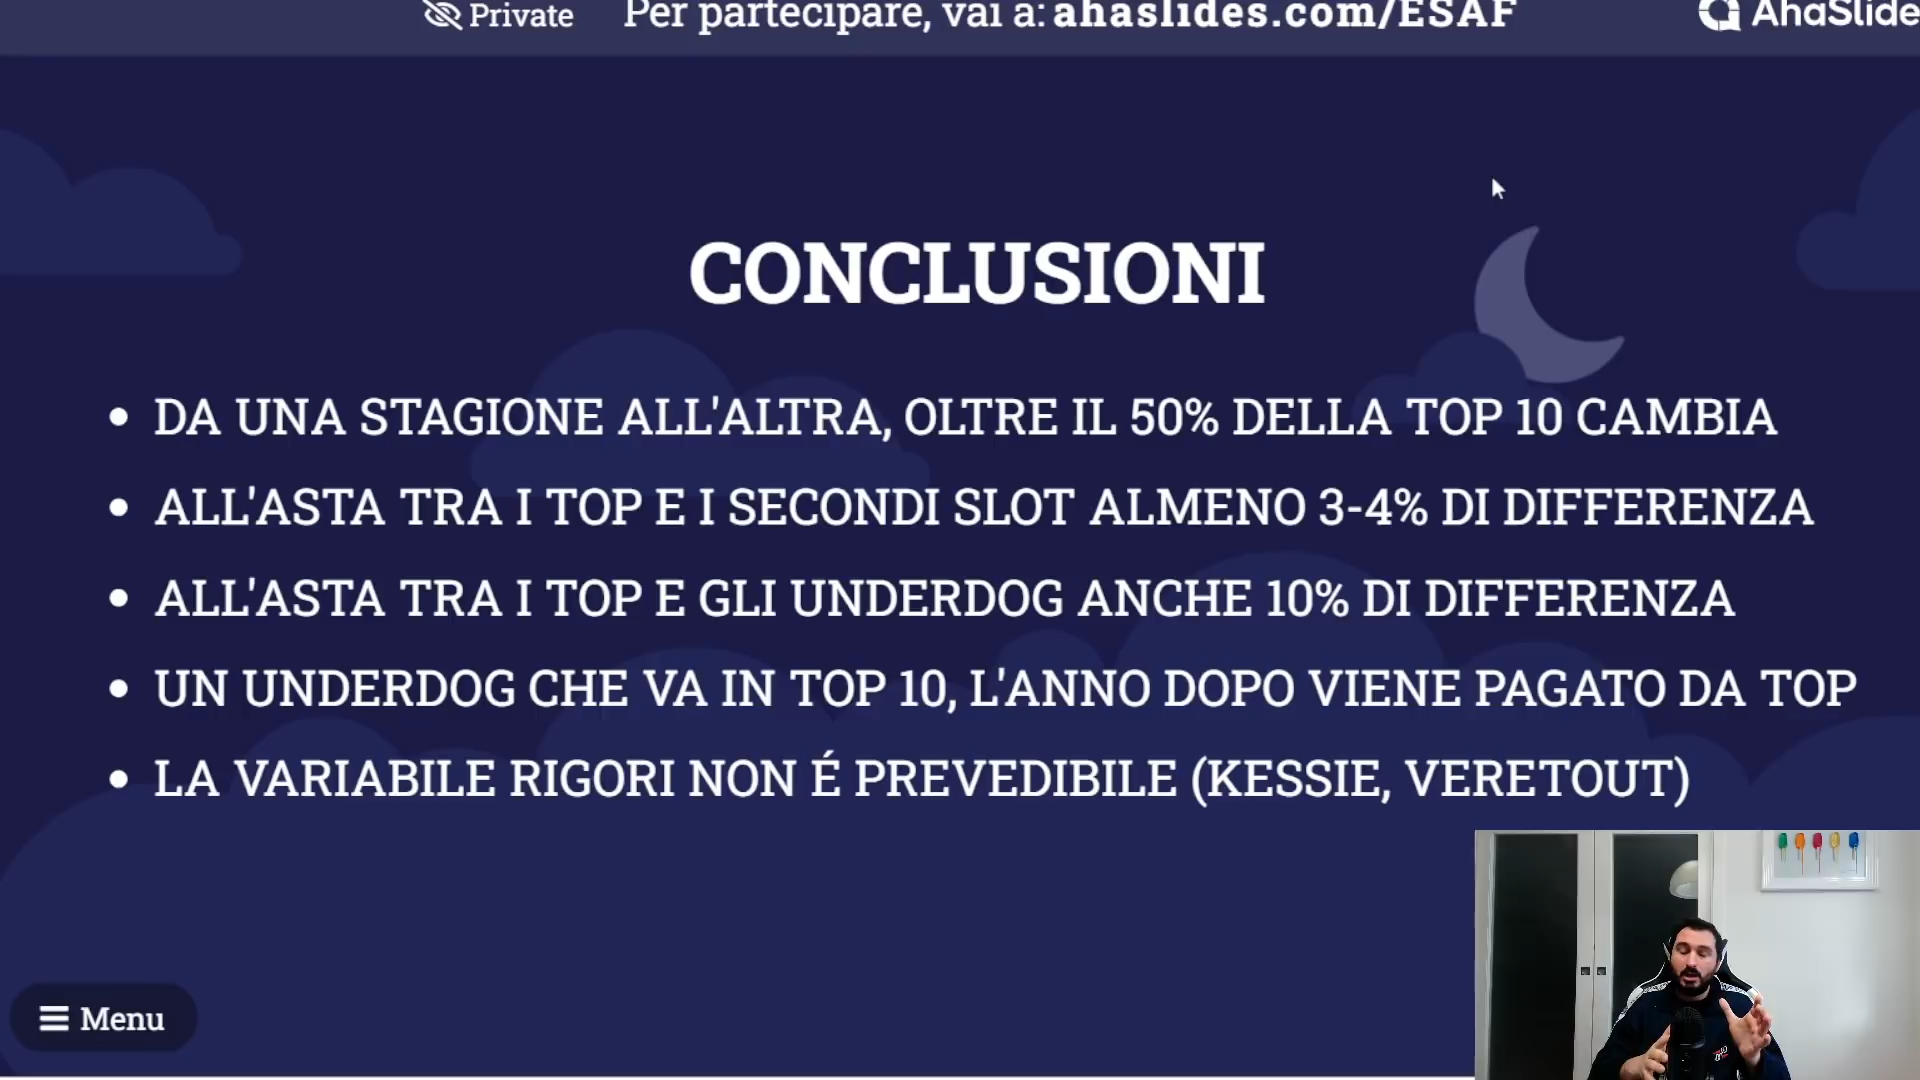 Private Per partecipare, vai a: ahaslides.com/ESAF AhaSlide
CONCLUSIONI
• DA UNA STAGIONE ALL'ALTRA, OLTRE IL 50% DELLA TOP 10 CAMBIA
• ALL'ASTA TRA I TOP E I SECONDI SLOT ALMENO 3-4% DI DIFFERENZA
• ALL'ASTA TRA I TOP E GLI UNDERDOG ANCHE 10% DI DIFFERENZA
• UN UNDERDOG CHE VA IN TOP 10, L'ANNO DOPO VIENE PAGATO DA TOP
• LA VARIABILE RIGORI NON É PREVEDIBILE (KESSIE, VERETOUT)
Menu